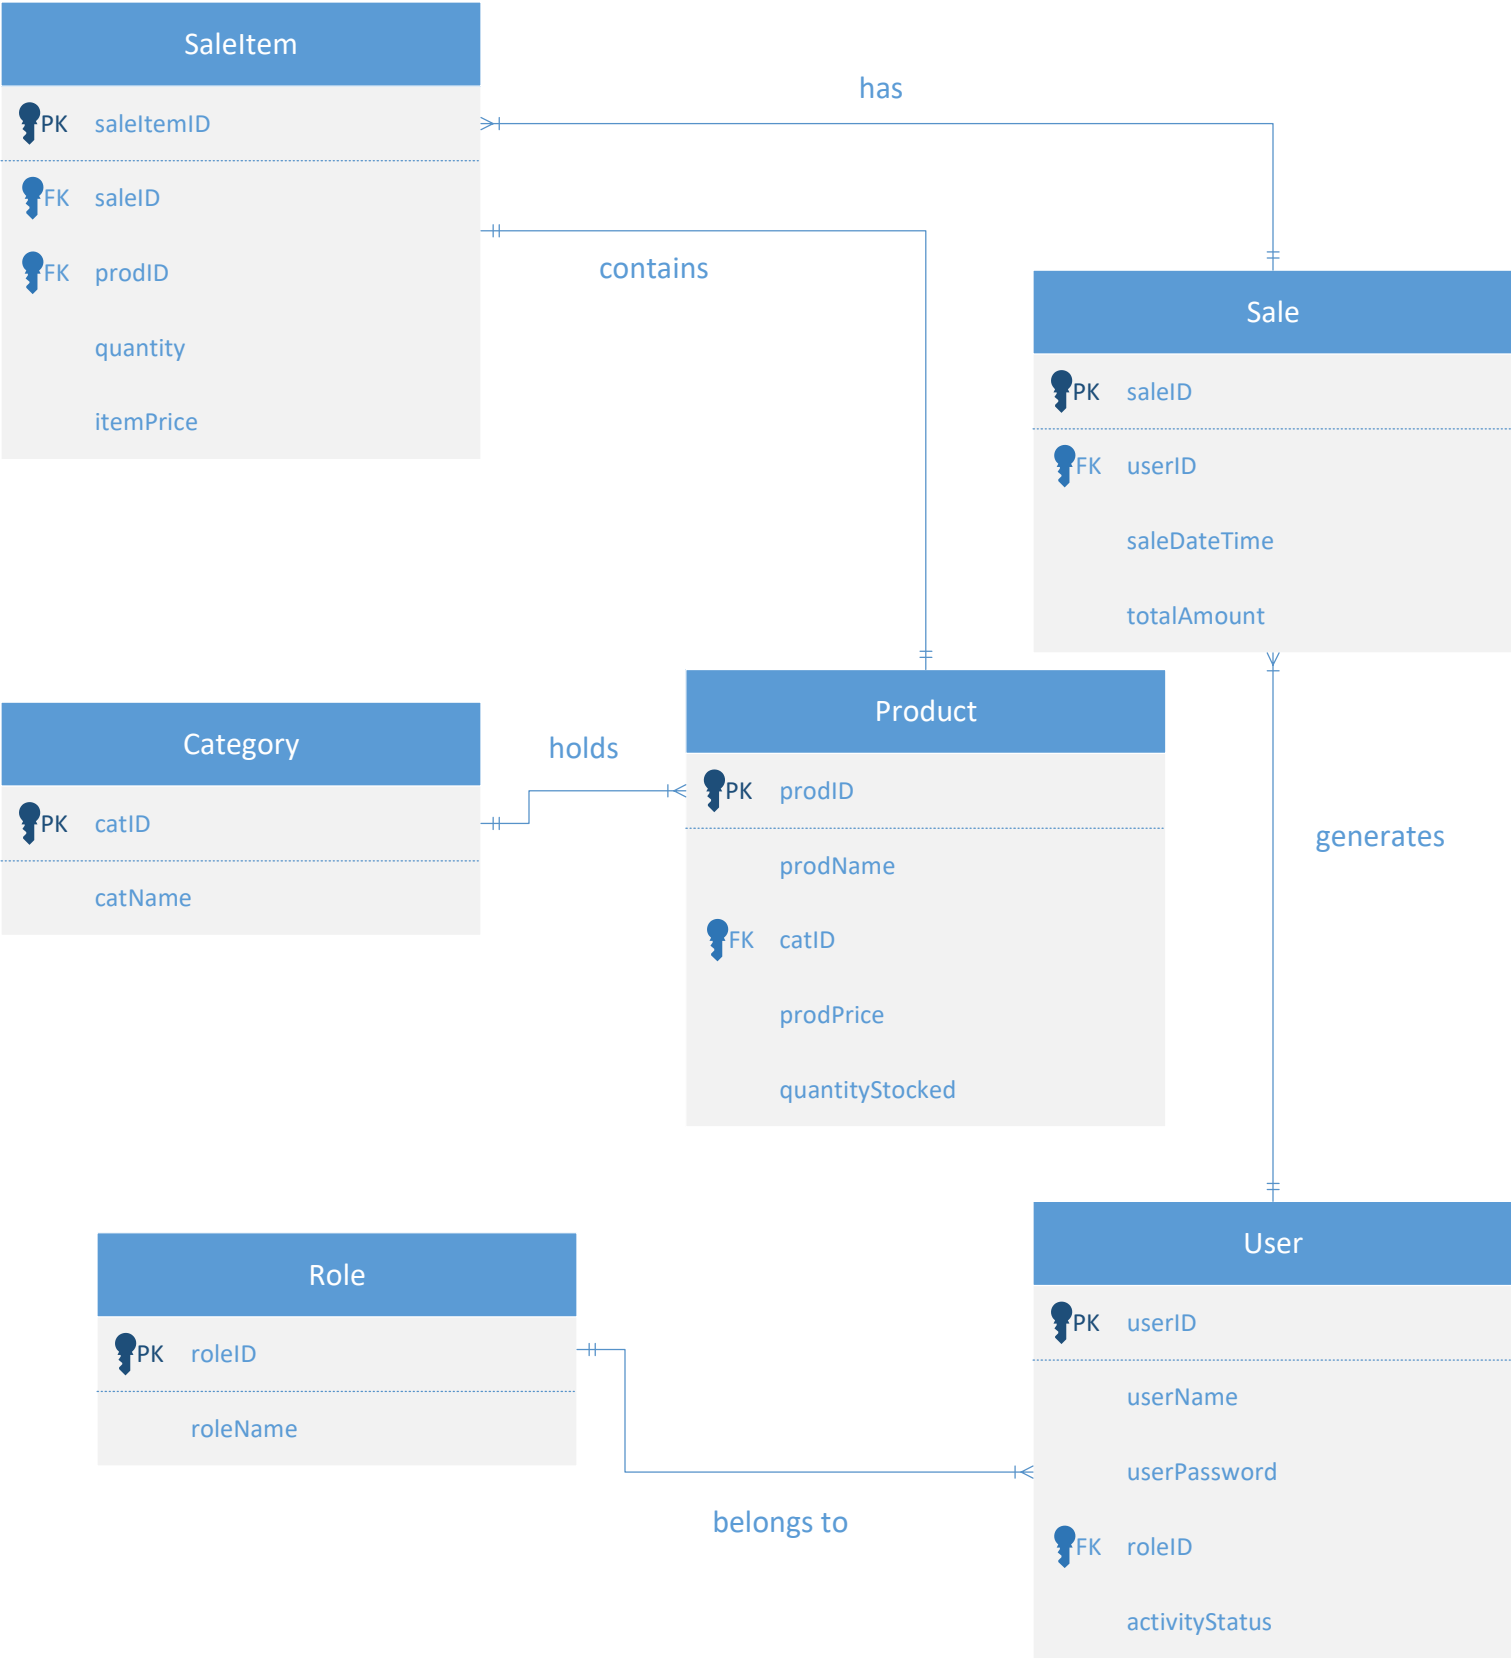 SaleItem
PK saleItemID
FK saleID
FK prodID
quantity
itemPrice
has
contains
Sale
PK saleID
FK userID
saleDateTime
totalAmount
Category
PK catID
catName
holds
Product
PK prodID
prodName
FK catID
prodPrice
quantityStocked
generates
Role
PK roleID
roleName
belongs to
User
PK userID
userName
userPassword
FK roleID
activityStatus